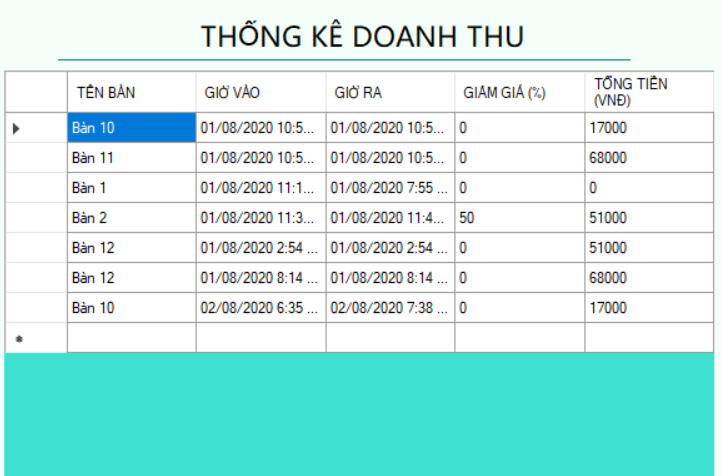 THỐNG KÊ DOANH THU
TÊN BÀN GIỜ VÀO GIỜ RA GIẢM GIÁ (%) TỔNG TIỀN
(VNĐ)
Bàn 10 01/08/2020 10:5... 01/08/2020 10:5... 0 17000
Bàn 11 01/08/2020 10:5... 01/08/2020 10:5... 0 68000
Bàn 1 01/08/2020 11:1... 01/08/2020 7:55 ... 0 0
Bàn 2 01/08/2020 11:3... 01/08/2020 11:4... 50 51000
Bàn 12 01/08/2020 2:54 ... 01/08/2020 2:54 ... 0 51000
Bàn 12 01/08/2020 8:14 ... 01/08/2020 8:14 ... 0 68000
Bàn 10 02/08/2020 6:35 ... 02/08/2020 7:38 ... 0 17000